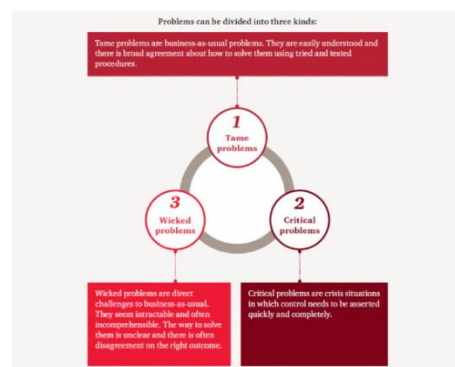 Problems can be divided into three kinds:
Tame problems are business-as-usual problems. They are easily understood and
there is broad agreement about how to solve them using tried and tested
procedures.
1
Tame
problems
3
Wicked
problems
2
Critical
problems
Wicked problems are direct
challenges to business-as-usual.
They seem intractable and often
incomprehensible. The way to solve
them is unclear and there is often
disagreement on the right outcome.
Critical problems are crisis situations
in which control needs to be asserted
quickly and completely.